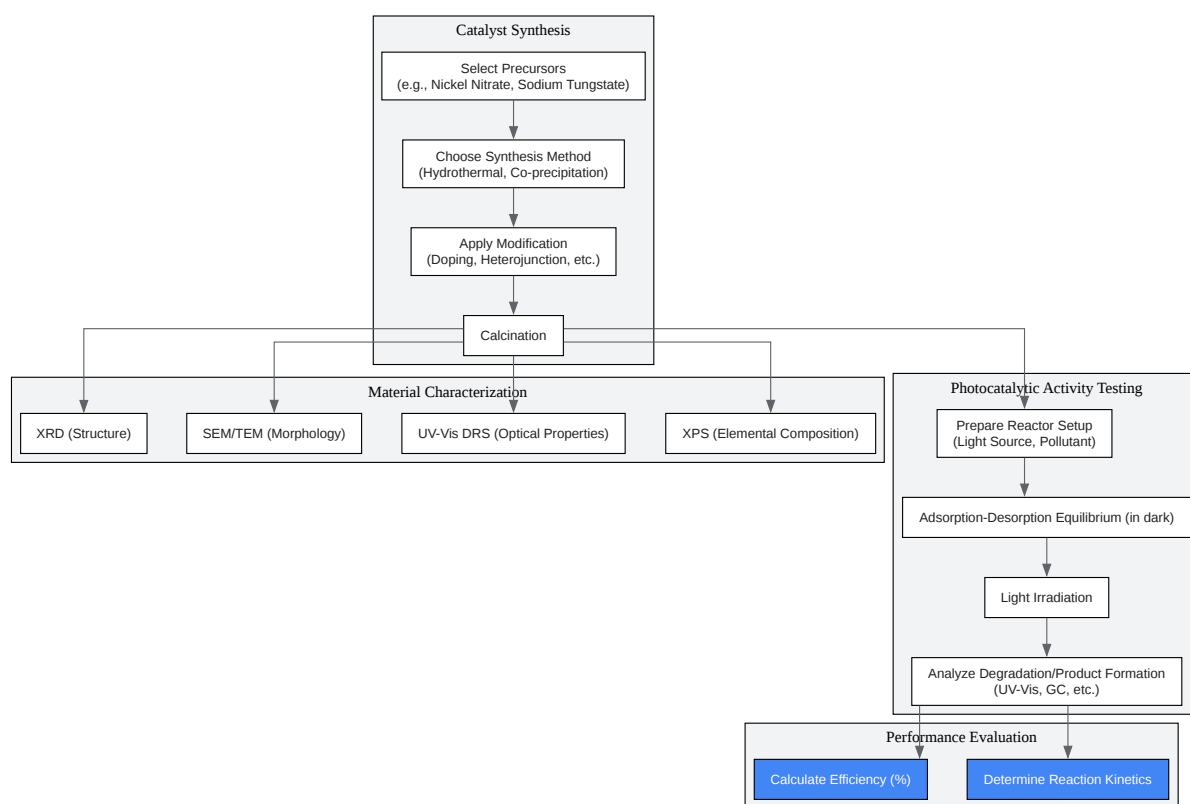 Catalyst Synthesis
Select Precursors
(e.g., Nickel Nitrate, Sodium Tungstate)
Choose Synthesis Method
(Hydrothermal, Co-precipitation)
Apply Modification
(Doping, Heterojunction, etc.)
Calcination
Material Characterization
XRD (Structure)
SEM/TEM (Morphology)
UV-Vis DRS (Optical Properties)
XPS (Elemental Composition)
Photocatalytic Activity Testing
Prepare Reactor Setup
(Light Source, Pollutant)
Adsorption-Desorption Equilibrium (in dark)
Light Irradiation
Analyze Degradation/Product Formation
(UV-Vis, GC, etc.)
Performance Evaluation
Calculate Efficiency (%)
Determine Reaction Kinetics